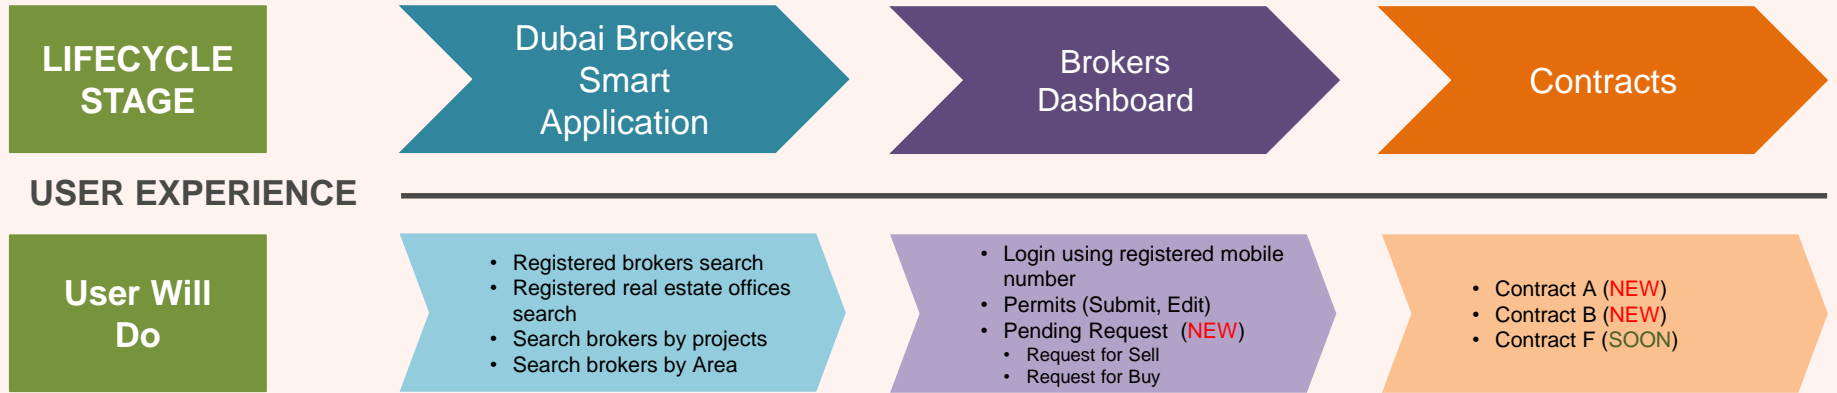 LIFECYCLE
STAGE
Dubai Brokers
Smart
Application
Brokers
Dashboard
Contracts
USER EXPERIENCE
User Will
Do
• Registered brokers search
• Registered real estate offices
search
• Search brokers by projects
• Search brokers by Area
• Login using registered mobile
number
• Permits (Submit, Edit)
• Pending Request (NEW)
• Request for Sell
• Request for Buy
• Contract A (NEW)
• Contract B (NEW)
• Contract F (SOON)